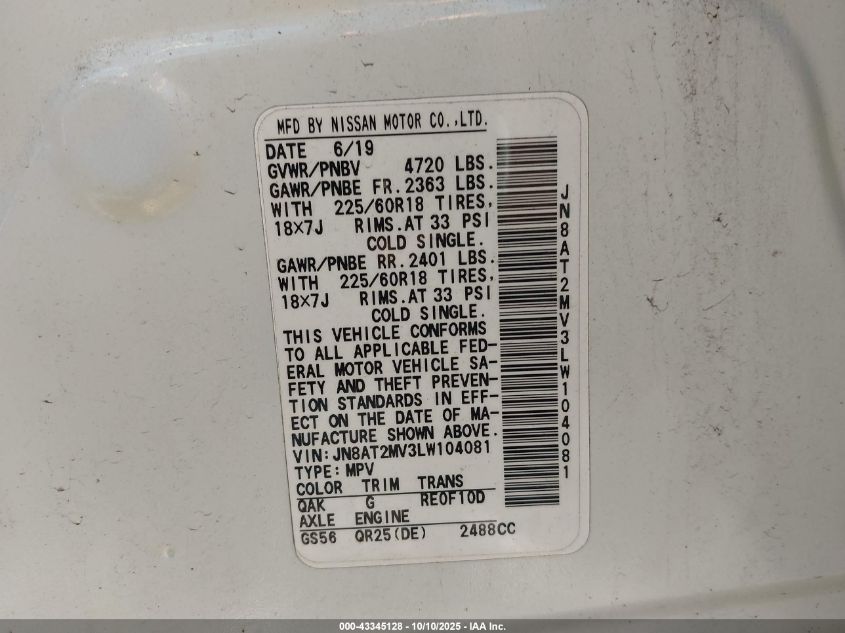 MFD BY NISSAN MOTOR CO.,LTD.
DATE 6/19
GVWR/PNBV 4720 LBS.
GAWR/PNBE FR. 2363 LBS.
WITH 225/60R18 TIRES,
18×7J RIMS.AT 33 PSI
COLD SINGLE.
GAWR/PNBE RR. 2401 LBS.
WITH 225/60R18 TIRES,
18×7J RIMS.AT 33 PSI
COLD SINGLE.
THIS VEHICLE CONFORMS
TO ALL APPLICABLE FED-
ERAL MOTOR VEHICLE SA-
FETY AND THEFT PREVEN-
TION STANDARDS IN EFF-
ECT ON THE DATE OF MA-
NUFACTURE SHOWN ABOVE.
VIN: JN8AT2MV3LW104081
TYPE: MPV
COLOR TRIM TRANS
QAK G RE0F10D
AXLE ENGINE
GS56 QR25(DE) 2488CC
JN8AT2MV3LW104081
000-43345128 - 10/10/2025 - IAA Inc.